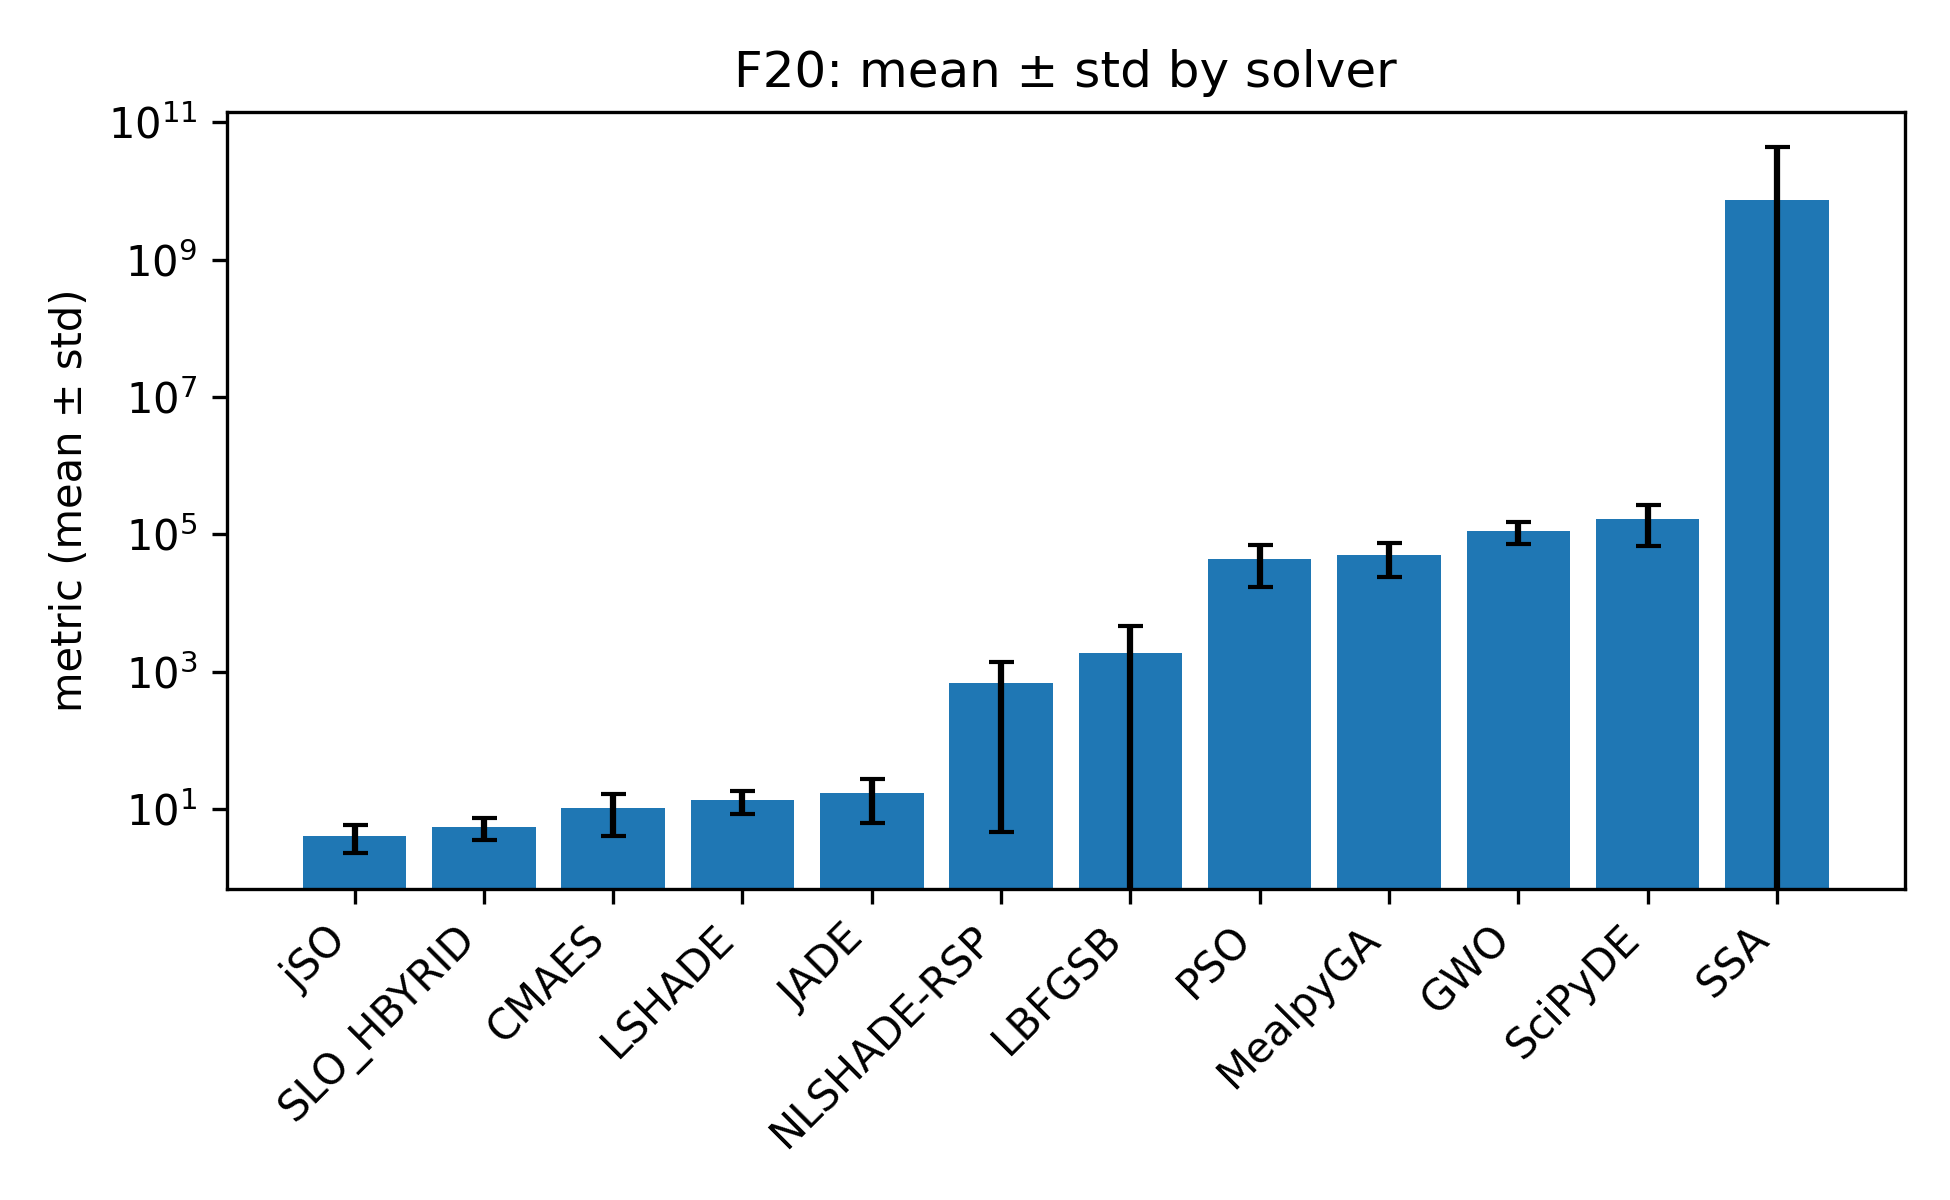 F20: mean ± std by solver
metric (mean ± std)
10¹¹
10⁹
10⁷
10⁵
10³
10¹
jSO
SLO_HBYRID
CMAES
LSHADE
JADE
NLSHADE-RSP
LBFGSB
PSO
MealpyGA
GWO
SciPyDE
SSA